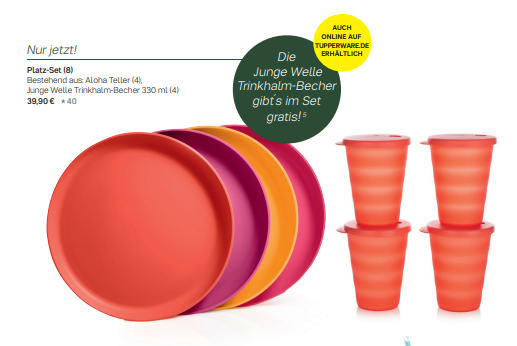 Nur jetzt!
Platz-Set (8)
Bestehend aus: Aloha Teller (4),
Junge Welle Trinkhalm-Becher 330 ml (4)
39,90 € ★40
Die
Junge Welle
Trinkhalm-Becher
gibt's im Set
gratis! 5
AUCH
ONLINE AUF
TUPPERWARE.DE
ERHÄLTLICH